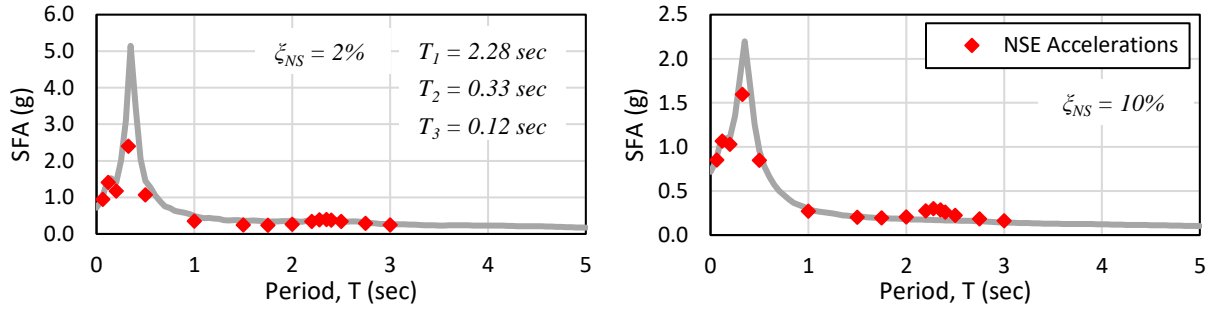 SFA (g)
6.0
5.0
4.0
3.0
2.0
1.0
0.0
ξNS = 2%
T1 = 2.28 sec
T2 = 0.33 sec
T3 = 0.12 sec
0 1 2 3 4 5
Period, T (sec)
SFA (g)
2.5
2.0
1.5
1.0
0.5
0.0
NSE Accelerations
ξNS = 10%
0 1 2 3 4 5
Period, T (sec)